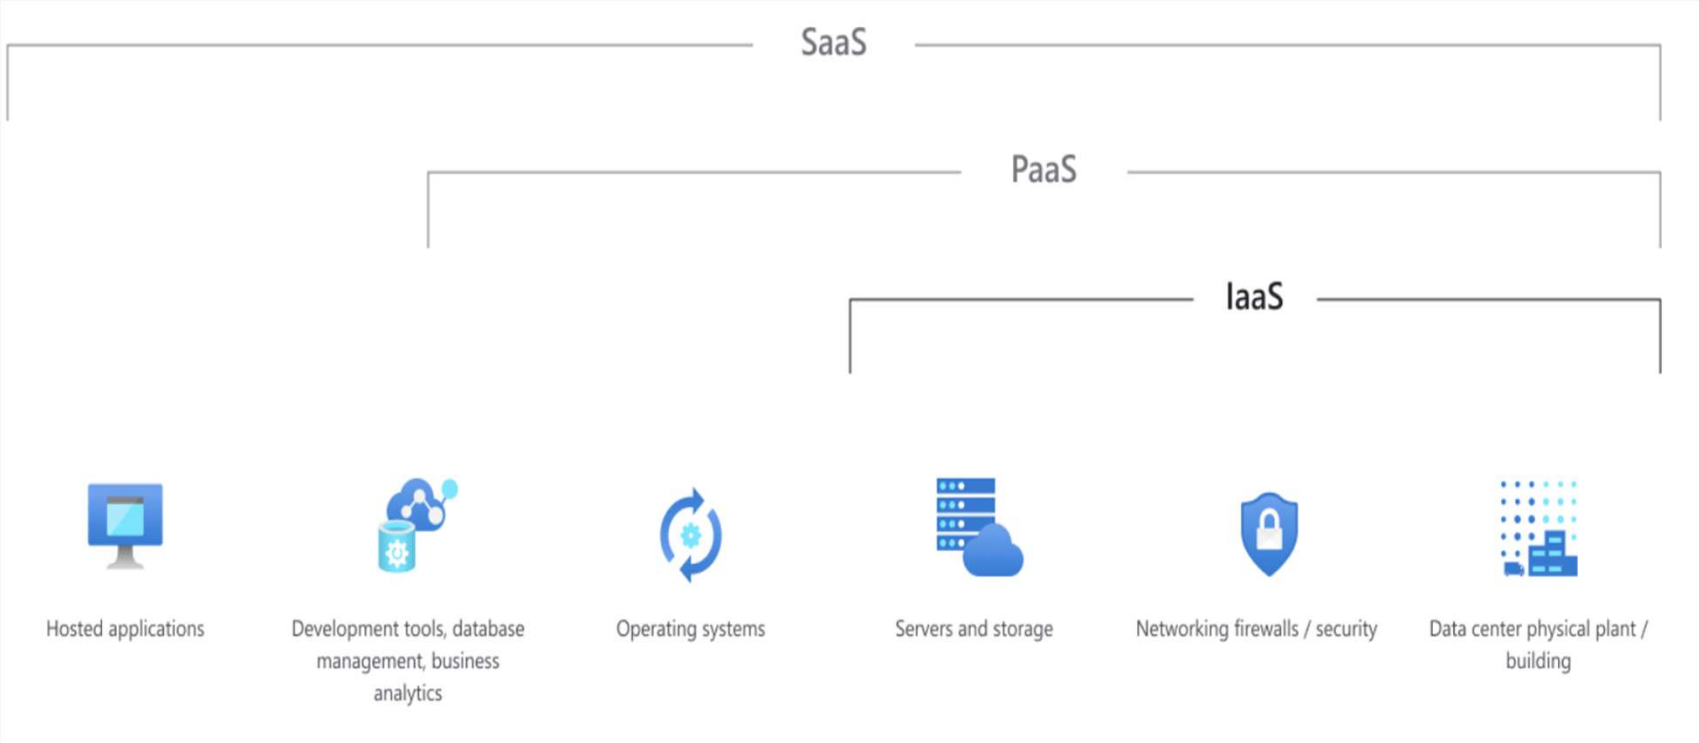 SaaS
PaaS
IaaS
Hosted applications
Development tools, database
management, business
analytics
Operating systems
Servers and storage
Networking firewalls / security
Data center physical plant /
building